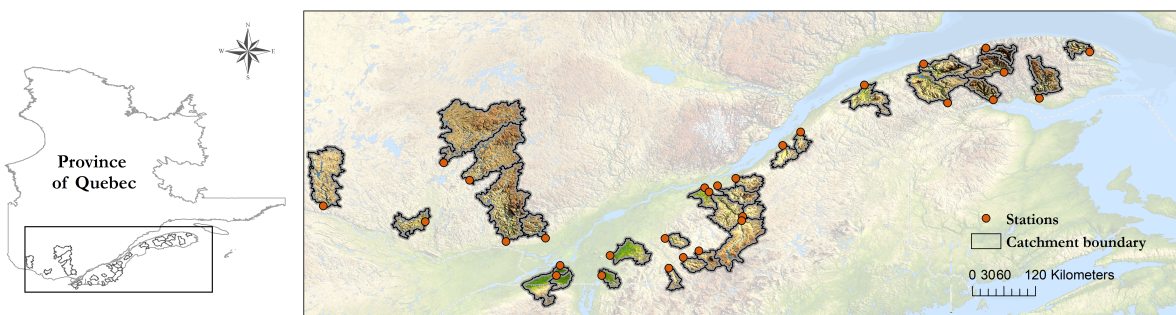 N
W E
S
Province
of Quebec
Stations
Catchment boundary
0 3060 120 Kilometers